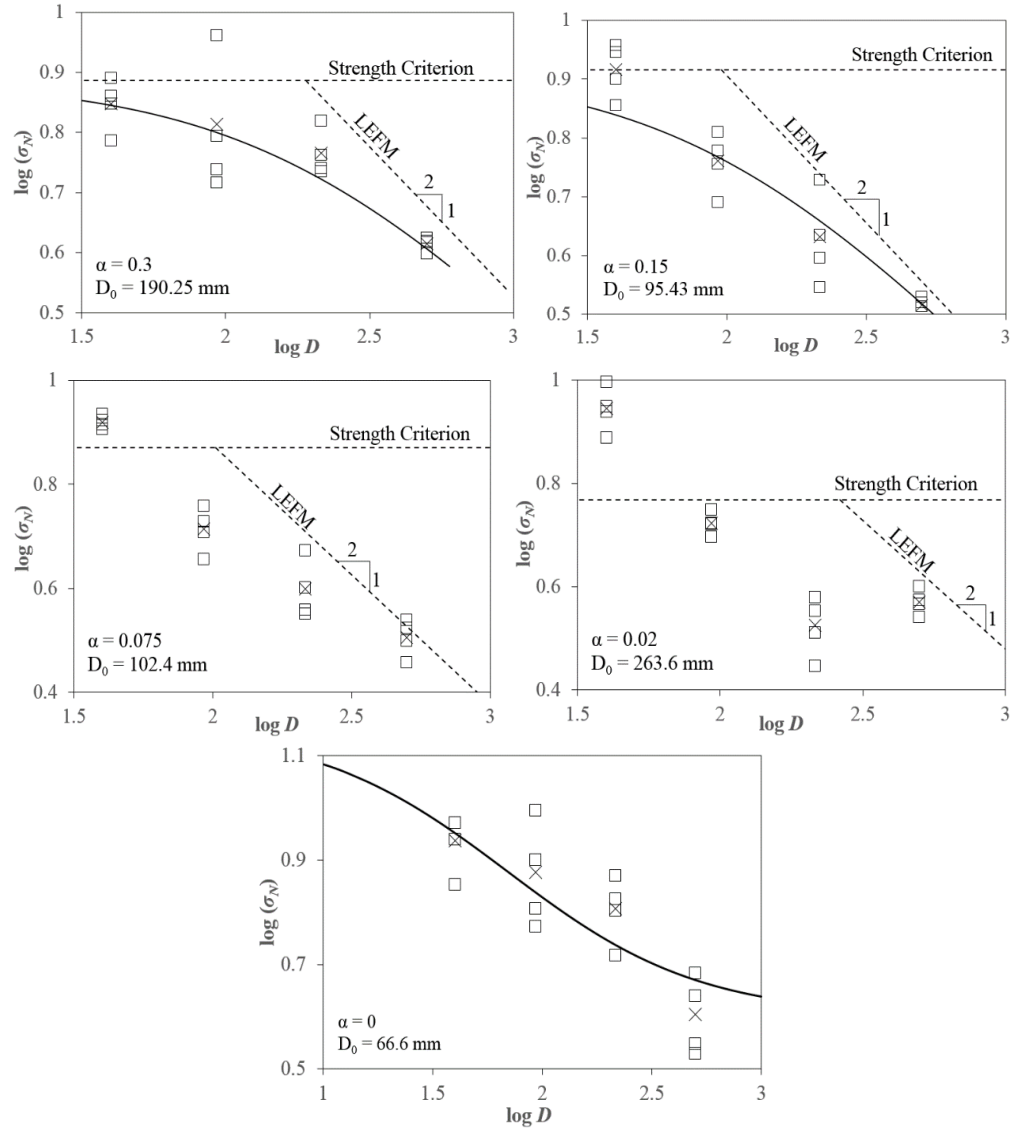 1
0.9
0.8
0.7
0.6
0.5
log (σN)
Strength Criterion
LEFM
2
1
α = 0.3
D0 = 190.25 mm
1.5 2 2.5 3
log D
1
0.9
0.8
0.7
0.6
0.5
log (σN)
Strength Criterion
LEFM
2
1
α = 0.15
D0 = 95.43 mm
1.5 2 2.5 3
log D
1
0.8
0.6
0.4
log (σN)
Strength Criterion
LEFM
2
1
α = 0.075
D0 = 102.4 mm
1.5 2 2.5 3
log D
1
0.8
0.6
0.4
log (σN)
Strength Criterion
LEFM
2
1
α = 0.02
D0 = 263.6 mm
1.5 2 2.5 3
log D
1.1
0.9
0.7
0.5
log (σN)
α = 0
D0 = 66.6 mm
1 1.5 2 2.5 3
log D